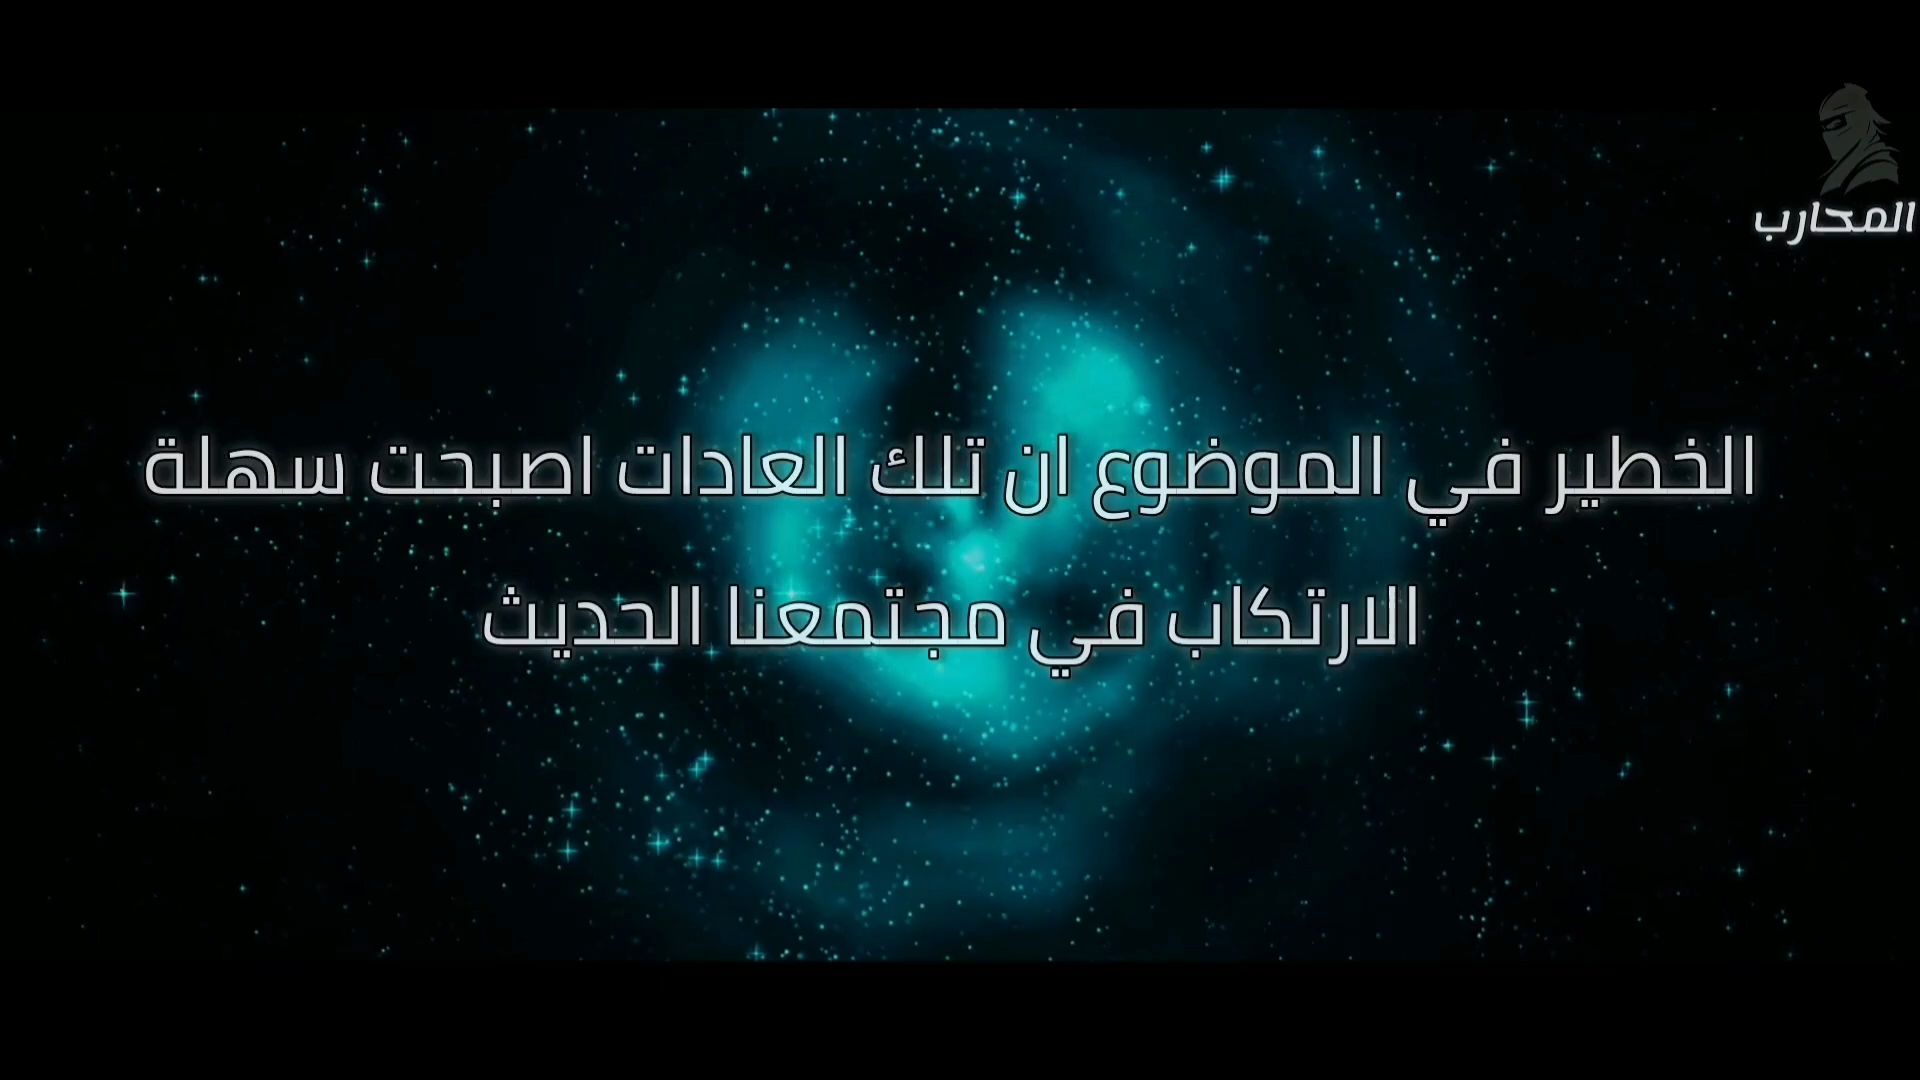 المحارب
الخطير في الموضوع ان تلك العادات اصبحت سهلة
الارتكاب في مجتمعنا الحديث